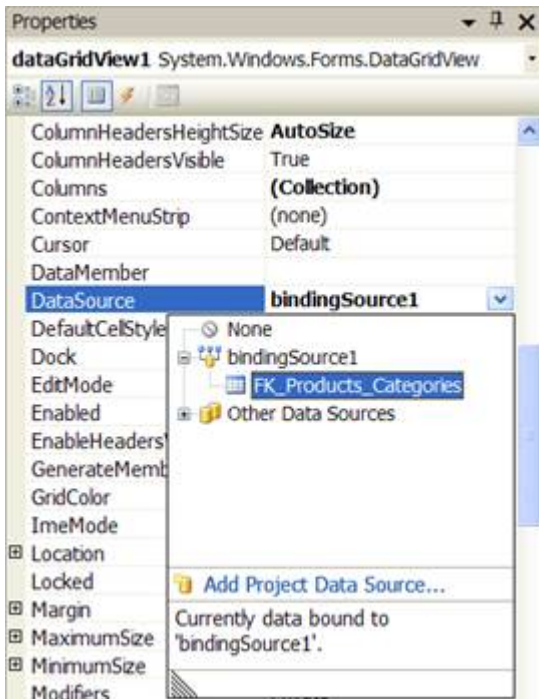 Properties
dataGridView1 System.Windows.Forms.DataGridView
ColumnHeadersHeightSize AutoSize
ColumnHeadersVisible True
Columns (Collection)
ContextMenuStrip (none)
Cursor Default
DataMember
DataSource bindingSource1
DefaultCellStyle
None
Dock
bindingSource1
EditMode
FK_Products_Categories
Enabled
Other Data Sources
EnableHeadersV
GenerateMemb
GridColor
ImeMode
Location
Locked
Add Project Data Source...
Margin
Currently data bound to
MaximumSize
'bindingSource1'.
MinimumSize
Modifiers